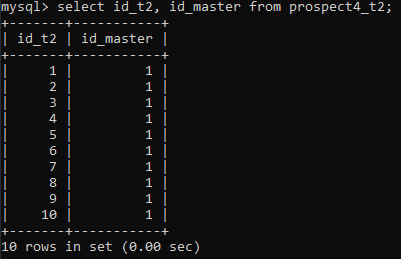 mysql> select id_t2, id_master from prospect4_t2;
+-------+-----------+
| id_t2 | id_master |
+-------+-----------+
|     1 |         1 |
|     2 |         1 |
|     3 |         1 |
|     4 |         1 |
|     5 |         1 |
|     6 |         1 |
|     7 |         1 |
|     8 |         1 |
|     9 |         1 |
|    10 |         1 |
+-------+-----------+
10 rows in set (0.00 sec)